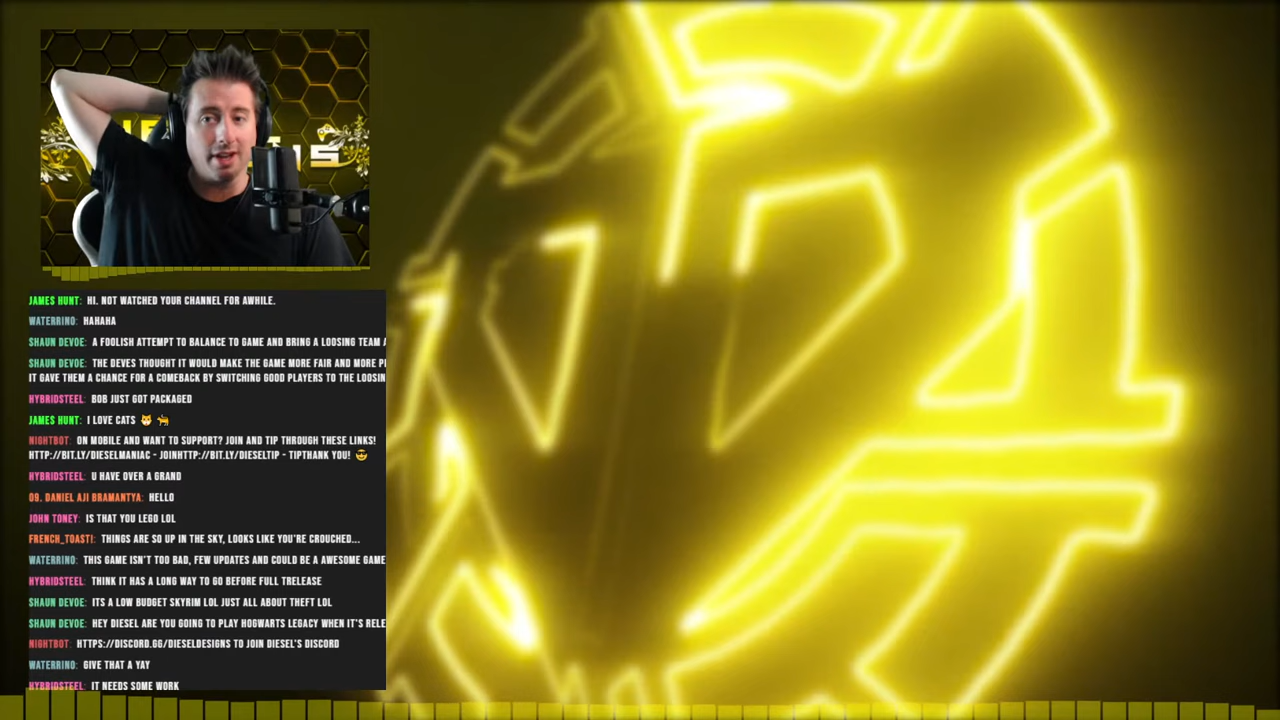 JAMES HUNT: HI. NOT WATCHED YOUR CHANNEL FOR AWHILE.
WATERRINO: HAHAHA
SHAUN DEVOE: A FOOLISH ATTEMPT TO BALANCE TO GAME AND BRING A LOOSING TEAM
SHAUN DEVOE: THE DEVES THOUGHT IT WOULD MAKE THE GAME MORE FAIR AND MORE
IT GAVE THEM A CHANCE FOR A COMEBACK BY SWITCHING GOOD PLAYERS TO THE
HYBRIDSTEEL: BOB JUST GOT PACKAGED
JAMES HUNT: I LOVE CATS 🐱 🐈
NIGHTBOT: ON MOBILE AND WANT TO SUPPORT? JOIN AND TIP THROUGH THESE LINKS!
HTTP://BIT.LY/DIESELMANIAC - JOINHTTP://BIT.LY/DIESELTIP - TIPTHANK YOU! 😎
HYBRIDSTEEL: U HAVE OVER A GRAND
09. DANIEL AJI BRAMANTYA: HELLO
JOHN TONEY: IS THAT YOU LEGO LOL
FRENCH_TOAST!: THINGS ARE SO UP IN THE SKY, LOOKS LIKE YOU'RE CROUCHED...
WATERRINO: THIS GAME ISN'T TOO BAD, FEW UPDATES AND COULD BE A AWESOME GAME
HYBRIDSTEEL: THINK IT HAS A LONG WAY TO GO BEFORE FULL TRELEASE
SHAUN DEVOE: ITS A LOW BUDGET SKYRIM LOL JUST ALL ABOUT THEFT LOL
SHAUN DEVOE: HEY DIESEL ARE YOU GOING TO PLAY HOGWARTS LEGACY WHEN IT'S RELE
NIGHTBOT: HTTPS://DISCORD.GG/DIESELDESIGNS TO JOIN DIESEL'S DISCORD
WATERRINO: GIVE THAT A YAY
HYBRIDSTEEL: IT NEEDS SOME WORK